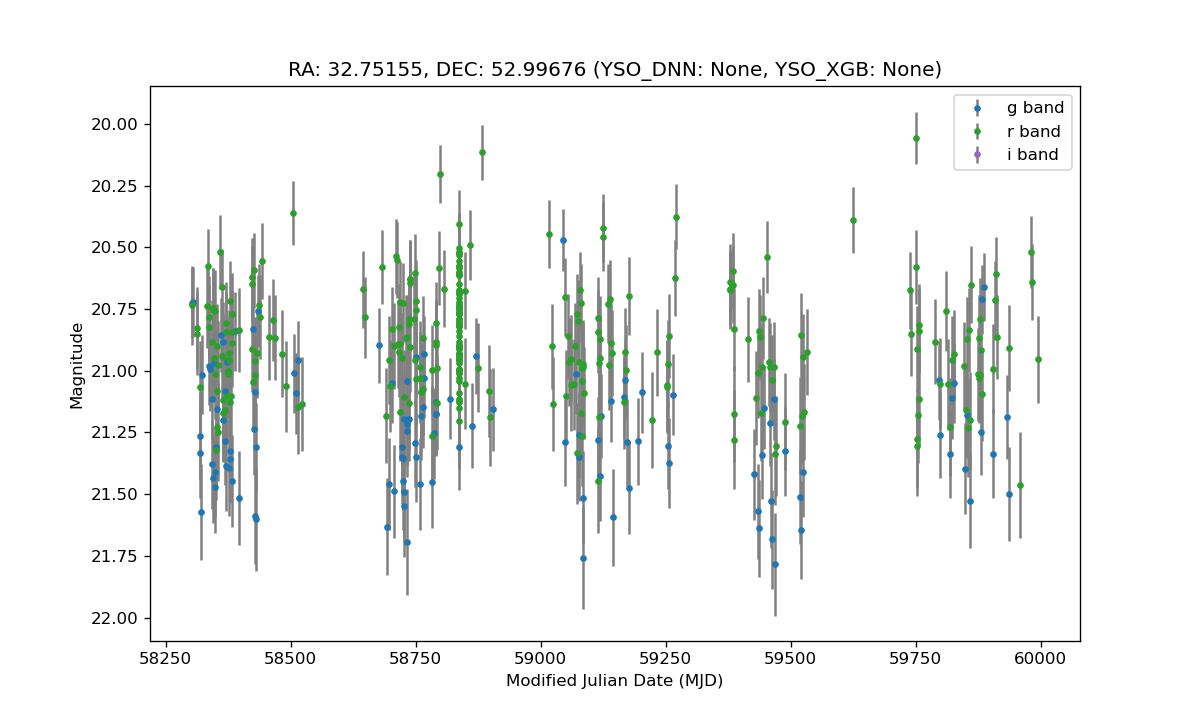 RA: 32.75155, DEC: 52.99676 (YSO_DNN: None, YSO_XGB: None)
g band
r band
i band
20.00
20.25
20.50
20.75
21.00
21.25
21.50
21.75
22.00
Magnitude
58250 58500 58750 59000 59250 59500 59750 60000
Modified Julian Date (MJD)